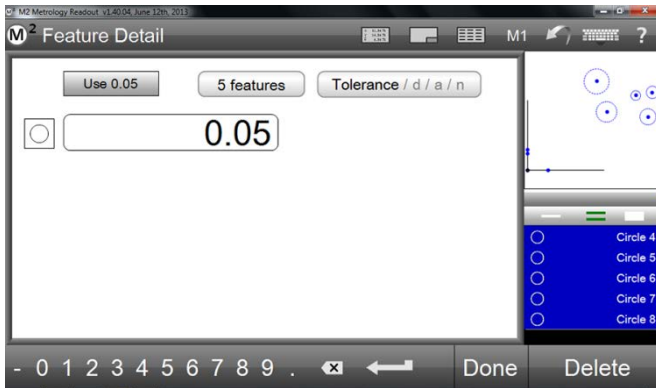 M2 Metrology Readout v1.40.04, June 12th, 2013
M2 Feature Detail
M1
?
Use 0.05
5 features
Tolerance / d / a / n
0.05
Circle 4
Circle 5
Circle 6
Circle 7
Circle 8
- 0 1 2 3 4 5 6 7 8 9 .
Done
Delete